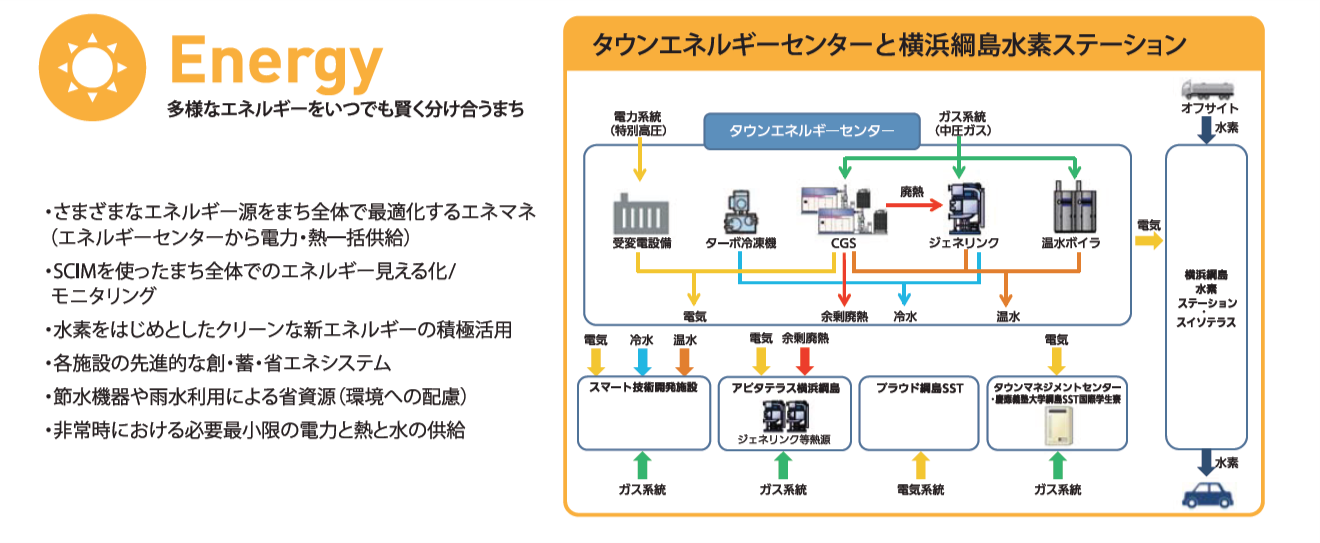 Energy
多様なエネルギーをいつでも賢く分け合うまち
・さまざまなエネルギー源をまち全体で最適化するエネマネ
（エネルギーセンターから電力・熱一括供給）
・SCIMを使ったまち全体でのエネルギー見える化/
モニタリング
・水素をはじめとしたクリーンな新エネルギーの積極活用
・各施設の先進的な創・蓄・省エネシステム
・節水機器や雨水利用による省資源（環境への配慮）
・非常時における必要最小限の電力と熱と水の供給
タウンエネルギーセンターと横浜綱島水素ステーション
電力系統
（特別高圧）
タウンエネルギーセンター
ガス系統
（中圧ガス）
オフサイト
水素
廃熱
受変電設備
ターボ冷凍機
CGS
ジェネリンク
温水ボイラ
電気
電気
余剰廃熱
冷水
温水
横浜綱島
水素
ステーション
・
スイソテラス
電気
冷水
温水
電気
余剰廃熱
電気
スマート技術開発施設
アピタテラス横浜綱島
ジェネリンク等熱源
プラウド綱島SST
タウンマネジメントセンター
・慶應義塾大学綱島SST国際学生寮
ガス系統
ガス系統
電気系統
ガス系統
水素